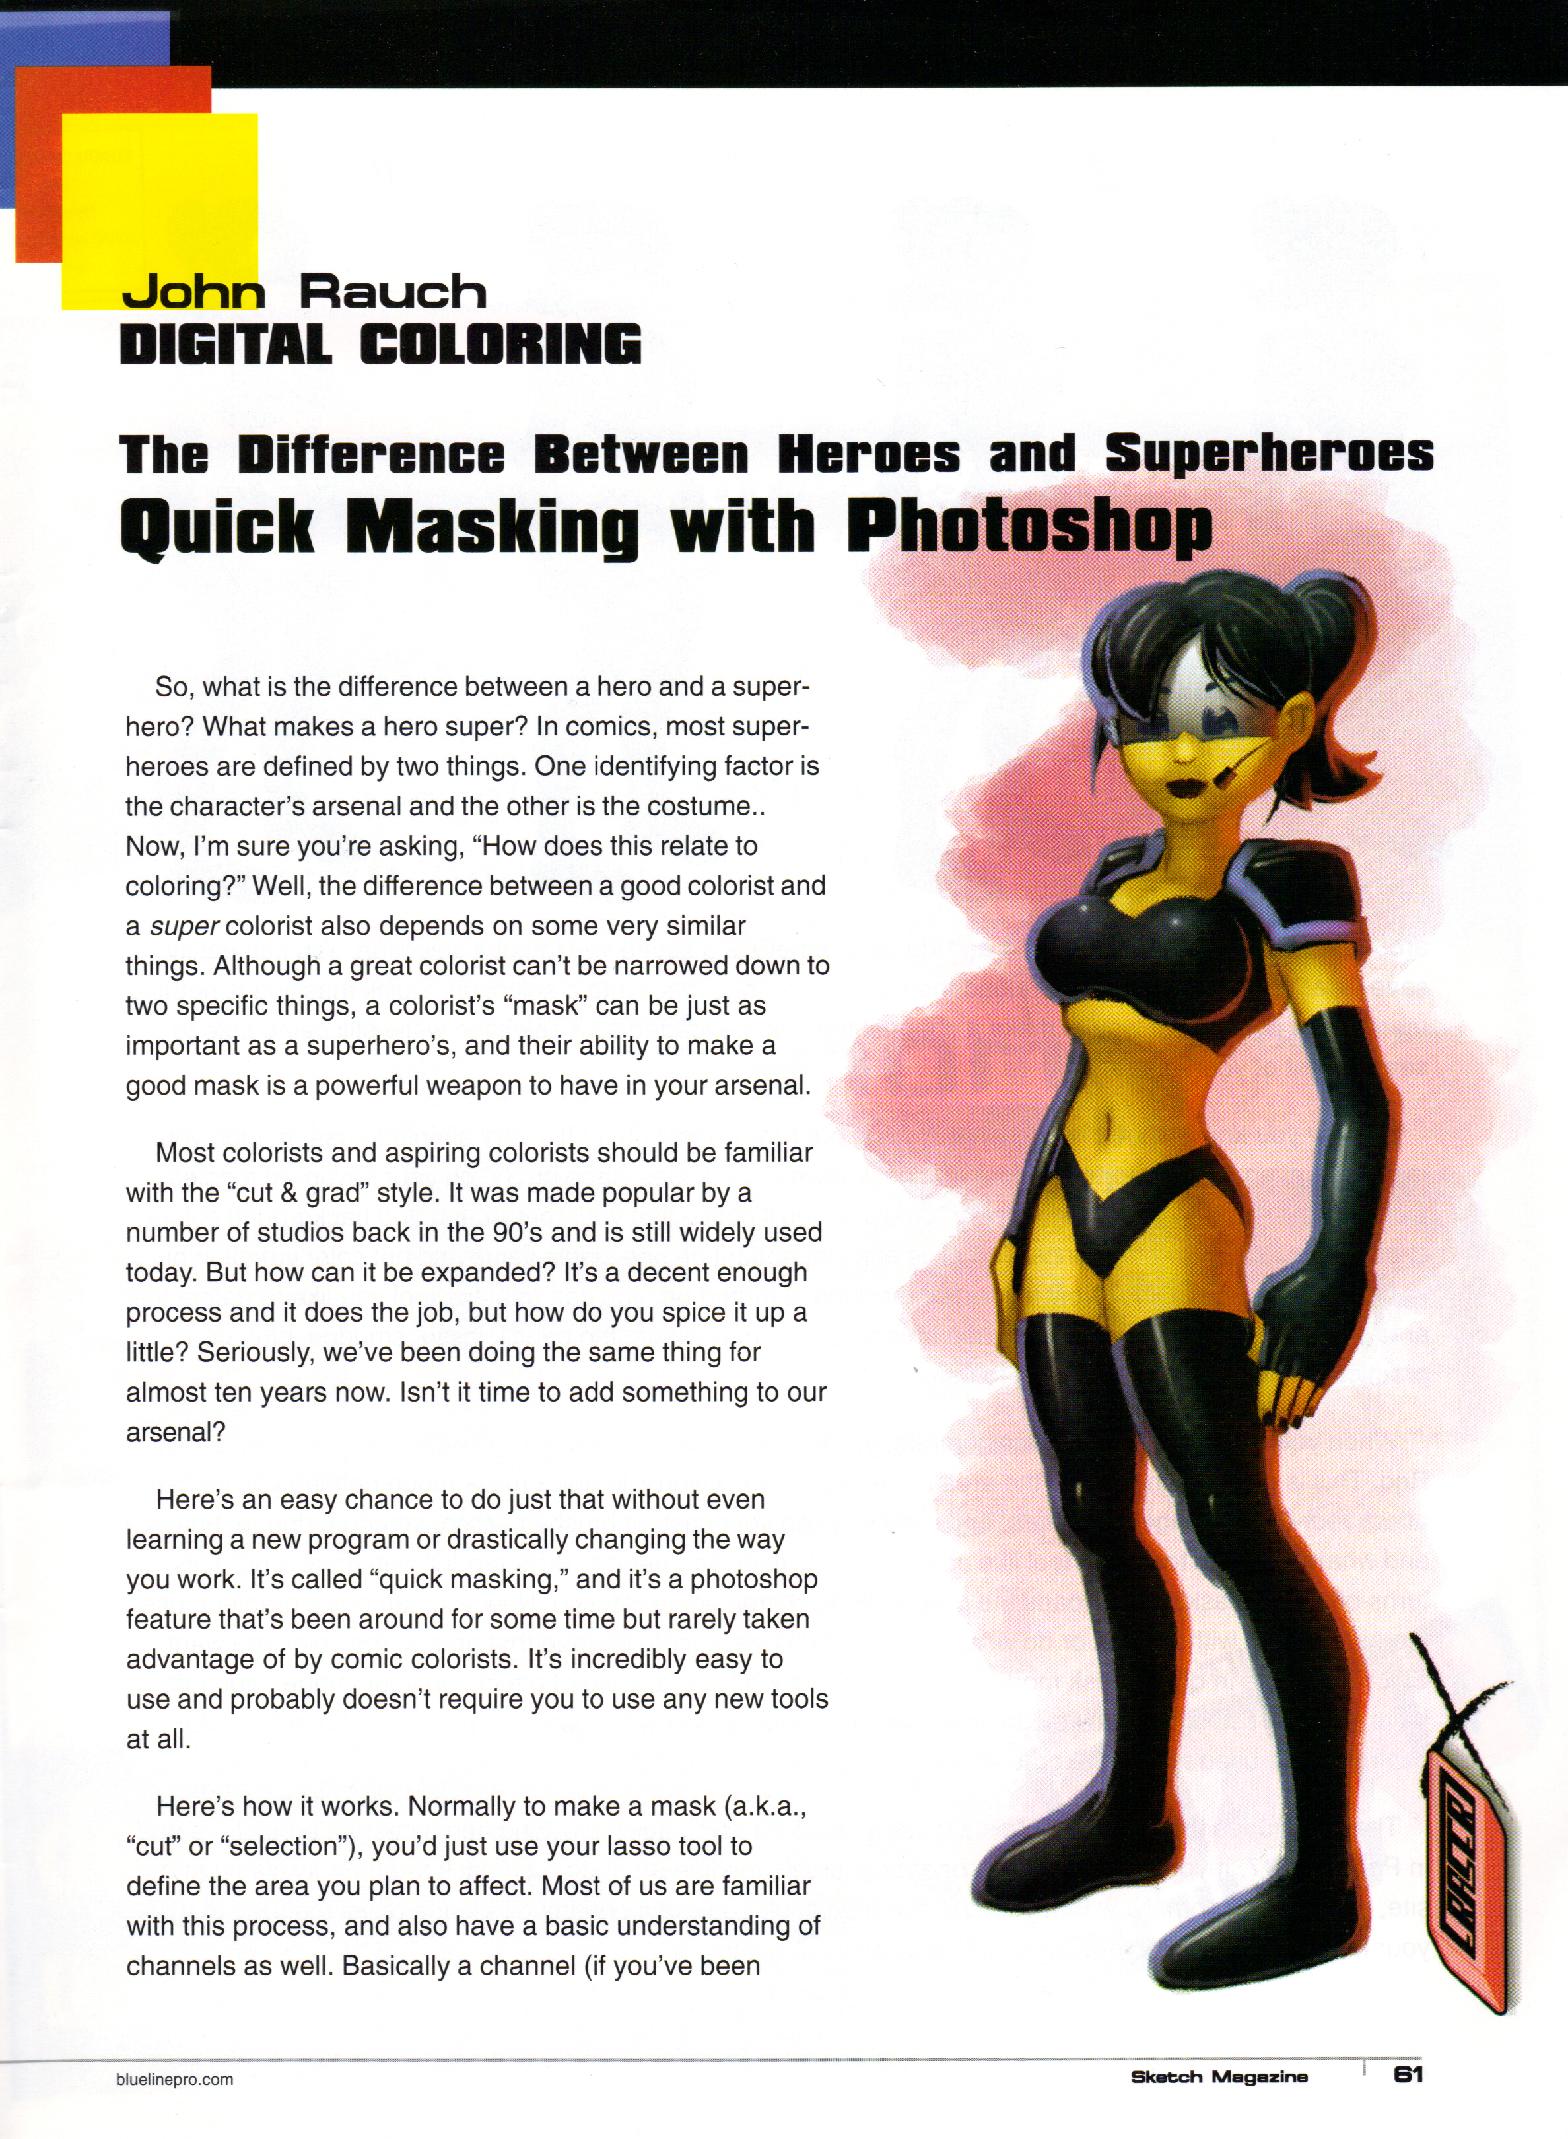 John Rauch
DIGITAL COLORING
The Difference Between Heroes and Superheroes
Quick Masking with Photoshop
So, what is the difference between a hero and a super-
hero? What makes a hero super? In comics, most super-
heroes are defined by two things. One identifying factor is
the character's arsenal and the other is the costume..
Now, I'm sure you're asking, “How does this relate to
coloring?” Well, the difference between a good colorist and
a super colorist also depends on some very similar
things. Although a great colorist can't be narrowed down to
two specific things, a colorist's “mask” can be just as
important as a superhero's, and their ability to make a
good mask is a powerful weapon to have in your arsenal.
Most colorists and aspiring colorists should be familiar
with the “cut & grad” style. It was made popular by a
number of studios back in the 90's and is still widely used
today. But how can it be expanded? It's a decent enough
process and it does the job, but how do you spice it up a
little? Seriously, we've been doing the same thing for
almost ten years now. Isn't it time to add something to our
arsenal?
Here's an easy chance to do just that without even
learning a new program or drastically changing the way
you work. It's called “quick masking,” and it's a photoshop
feature that's been around for some time but rarely taken
advantage of by comic colorists. It's incredibly easy to
use and probably doesn't require you to use any new tools
at all.
Here's how it works. Normally to make a mask (a.k.a.,
“cut” or “selection”), you'd just use your lasso tool to
define the area you plan to affect. Most of us are familiar
with this process, and also have a basic understanding of
channels as well. Basically a channel (if you've been
blueline​pro.com
Sketch Magazine
61